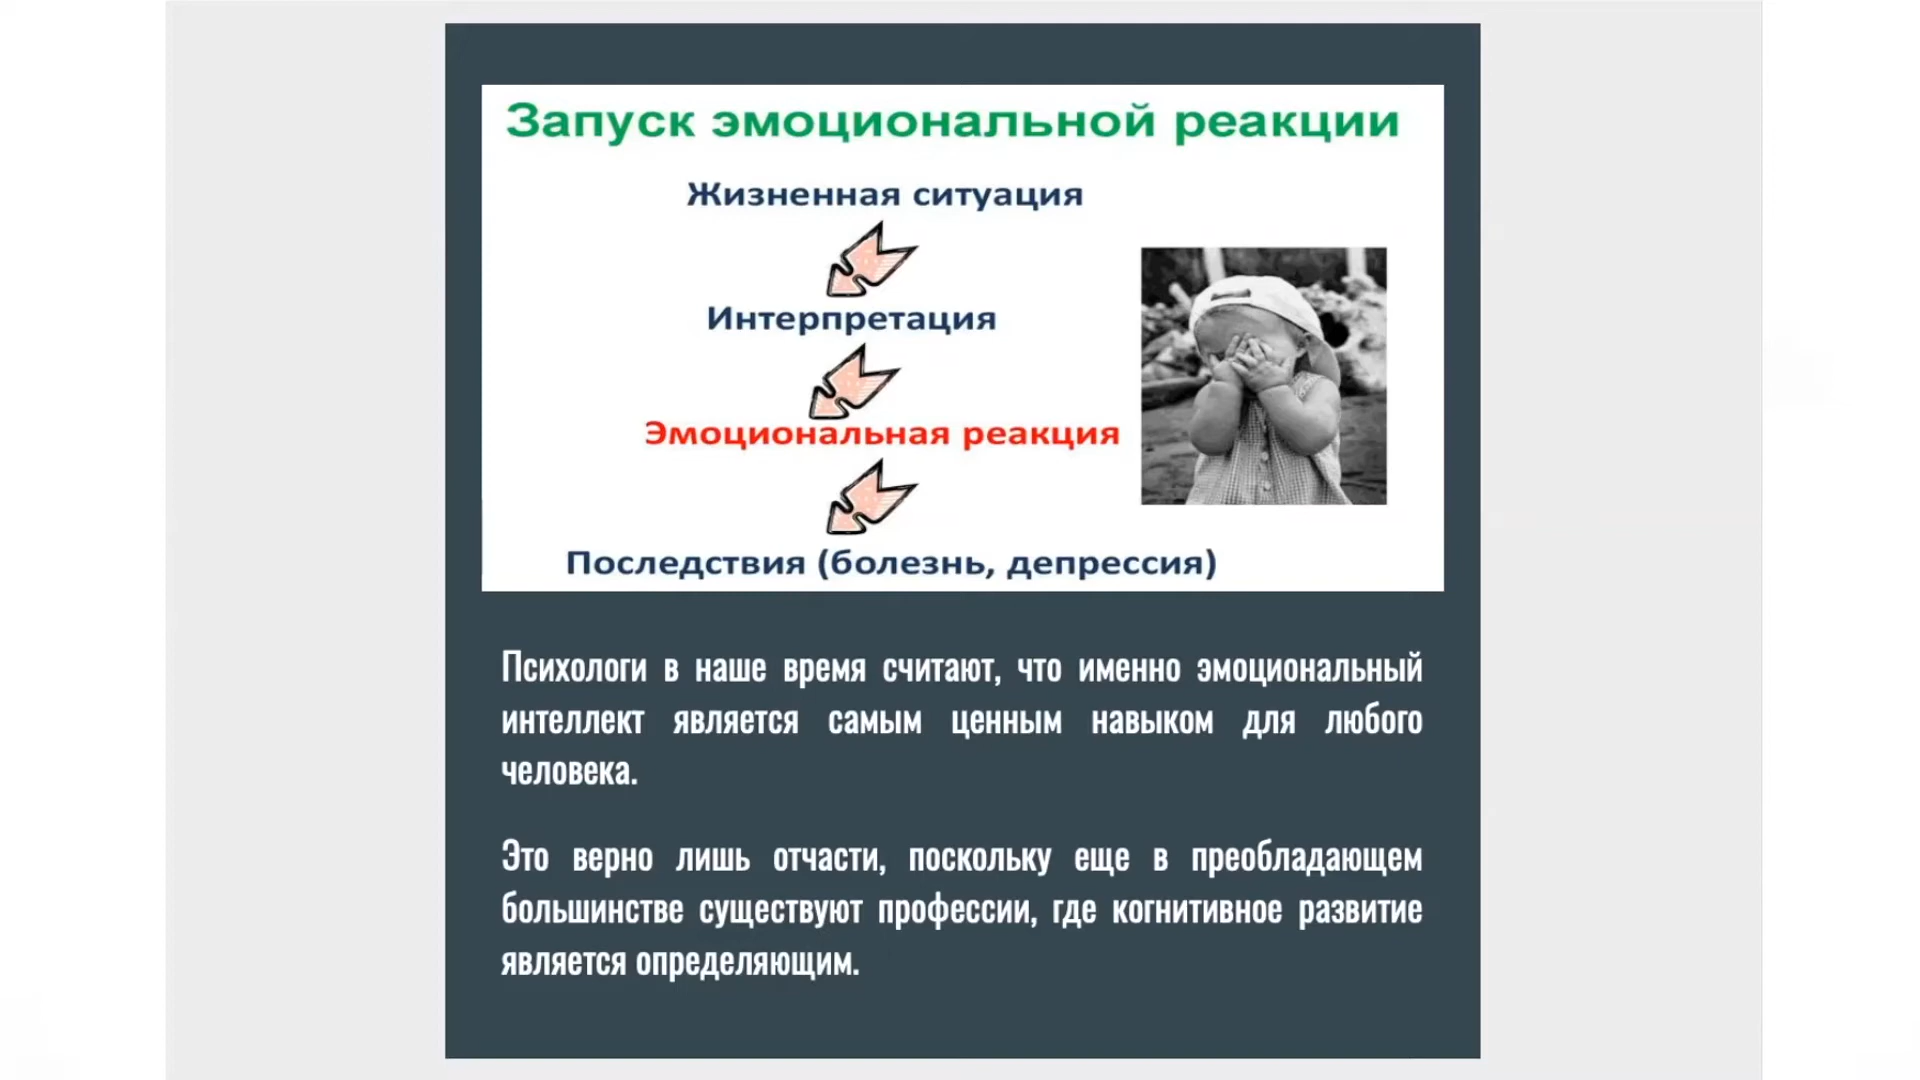 Запуск эмоциональной реакции
Жизненная ситуация
Интерпретация
Эмоциональная реакция
Последствия (болезнь, депрессия)
Психологи в наше время считают, что именно эмоциональный
интеллект является самым ценным навыком для любого
человека.
Это верно лишь отчасти, поскольку еще в преобладающем
большинстве существуют профессии, где когнитивное развитие
является определяющим.